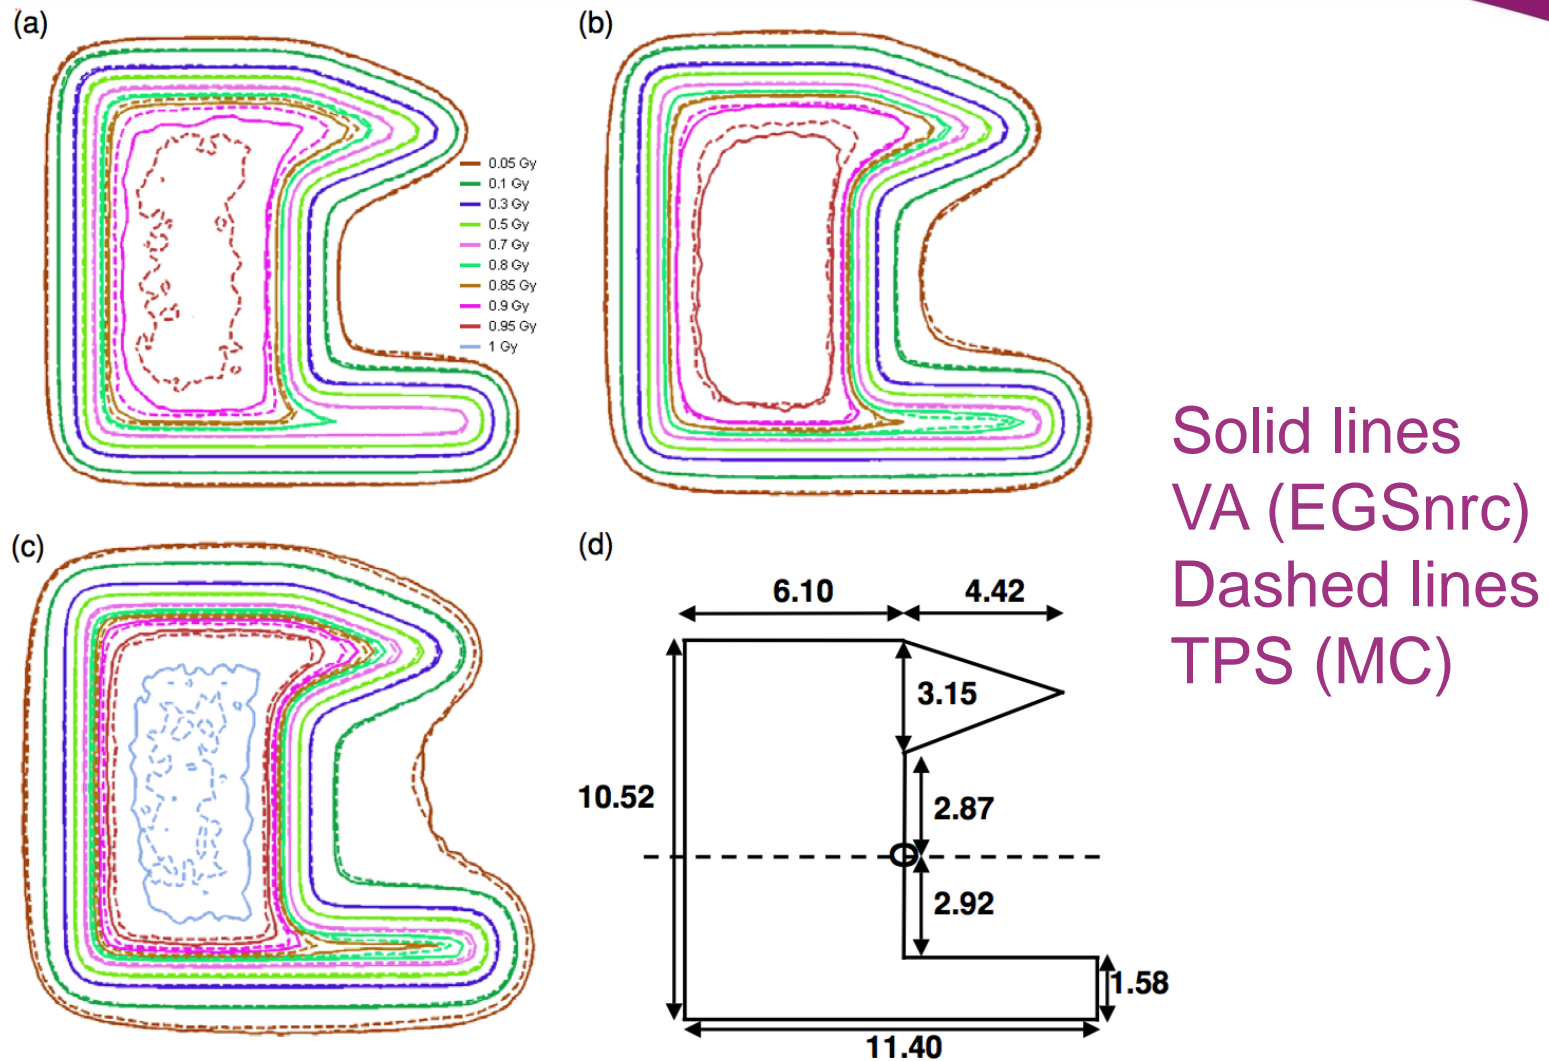 (a)
(b)
0.05 Gy
0.1 Gy
0.3 Gy
0.5 Gy
0.7 Gy
0.8 Gy
0.85 Gy
0.9 Gy
0.95 Gy
1 Gy
Solid lines
VA (EGSnrc)
Dashed lines
TPS (MC)
(c)
(d)
6.10
4.42
3.15
10.52
2.87
O
2.92
1.58
11.40